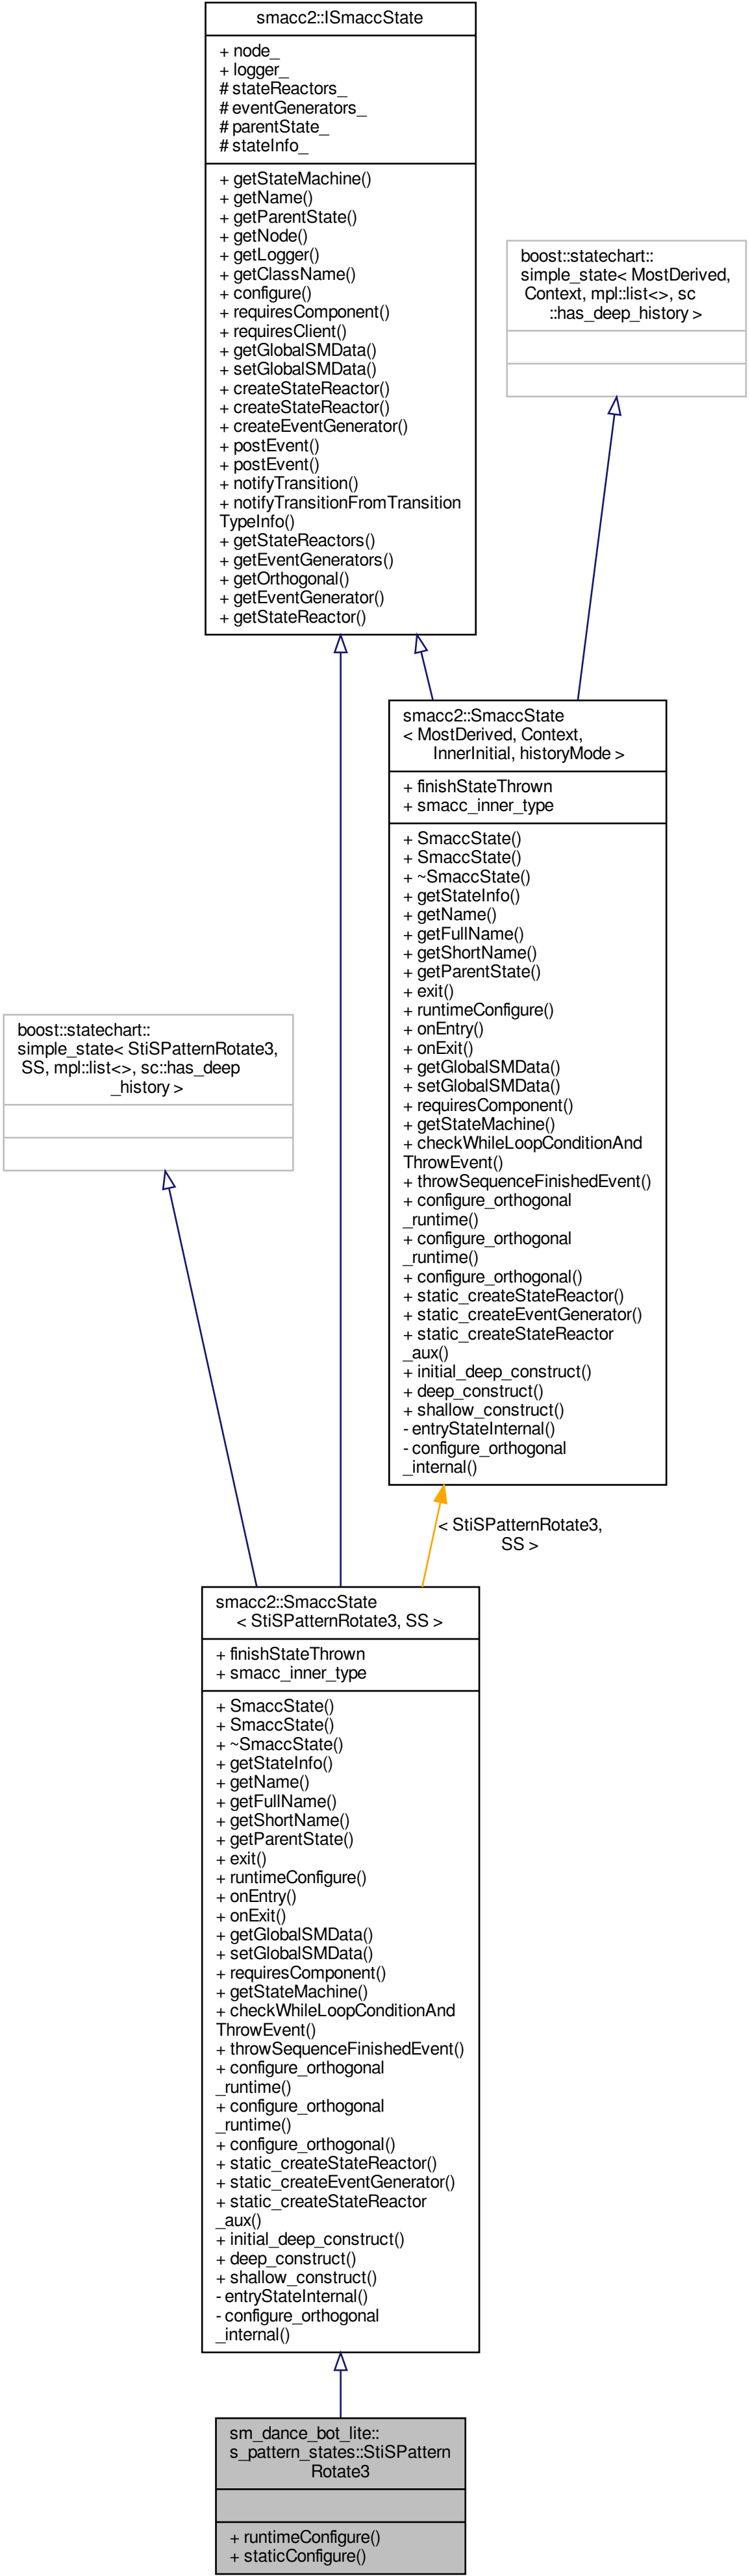 smacc2::ISmaccState
+ node_
+ logger_
# stateReactors_
# eventGenerators_
# parentState_
# stateInfo_
+ getStateMachine()
+ getName()
+ getParentState()
+ getNode()
+ getLogger()
+ getClassName()
+ configure()
+ requiresComponent()
+ requiresClient()
+ getGlobalSMData()
+ setGlobalSMData()
+ createStateReactor()
+ createStateReactor()
+ createEventGenerator()
+ postEvent()
+ postEvent()
+ notifyTransition()
+ notifyTransitionFromTransition
TypeInfo()
+ getStateReactors()
+ getEventGenerators()
+ getOrthogonal()
+ getEventGenerator()
+ getStateReactor()
boost::statechart::
simple_state< MostDerived,
Context, mpl::list<>, sc
::has_deep_history >
smacc2::SmaccState
< MostDerived, Context,
InnerInitial, historyMode >
+ finishStateThrown
+ smacc_inner_type
+ SmaccState()
+ SmaccState()
+ ~SmaccState()
+ getStateInfo()
+ getName()
+ getFullName()
+ getShortName()
+ getParentState()
+ exit()
+ runtimeConfigure()
+ onEntry()
+ onExit()
+ getGlobalSMData()
+ setGlobalSMData()
+ requiresComponent()
+ getStateMachine()
+ checkWhileLoopConditionAnd
ThrowEvent()
+ throwSequenceFinishedEvent()
+ configure_orthogonal
_runtime()
+ configure_orthogonal
_runtime()
+ configure_orthogonal()
+ static_createStateReactor()
+ static_createEventGenerator()
+ static_createStateReactor
_aux()
+ initial_deep_construct()
+ deep_construct()
+ shallow_construct()
- entryStateInternal()
- configure_orthogonal
_internal()
boost::statechart::
simple_state< StiSPatternRotate3,
SS, mpl::list<>, sc::has_deep
_history >
< StiSPatternRotate3,
SS >
smacc2::SmaccState
< StiSPatternRotate3, SS >
+ finishStateThrown
+ smacc_inner_type
+ SmaccState()
+ SmaccState()
+ ~SmaccState()
+ getStateInfo()
+ getName()
+ getFullName()
+ getShortName()
+ getParentState()
+ exit()
+ runtimeConfigure()
+ onEntry()
+ onExit()
+ getGlobalSMData()
+ setGlobalSMData()
+ requiresComponent()
+ getStateMachine()
+ checkWhileLoopConditionAnd
ThrowEvent()
+ throwSequenceFinishedEvent()
+ configure_orthogonal
_runtime()
+ configure_orthogonal
_runtime()
+ configure_orthogonal()
+ static_createStateReactor()
+ static_createEventGenerator()
+ static_createStateReactor
_aux()
+ initial_deep_construct()
+ deep_construct()
+ shallow_construct()
- entryStateInternal()
- configure_orthogonal
_internal()
sm_dance_bot_lite::
s_pattern_states::StiSPattern
Rotate3
+ runtimeConfigure()
+ staticConfigure()